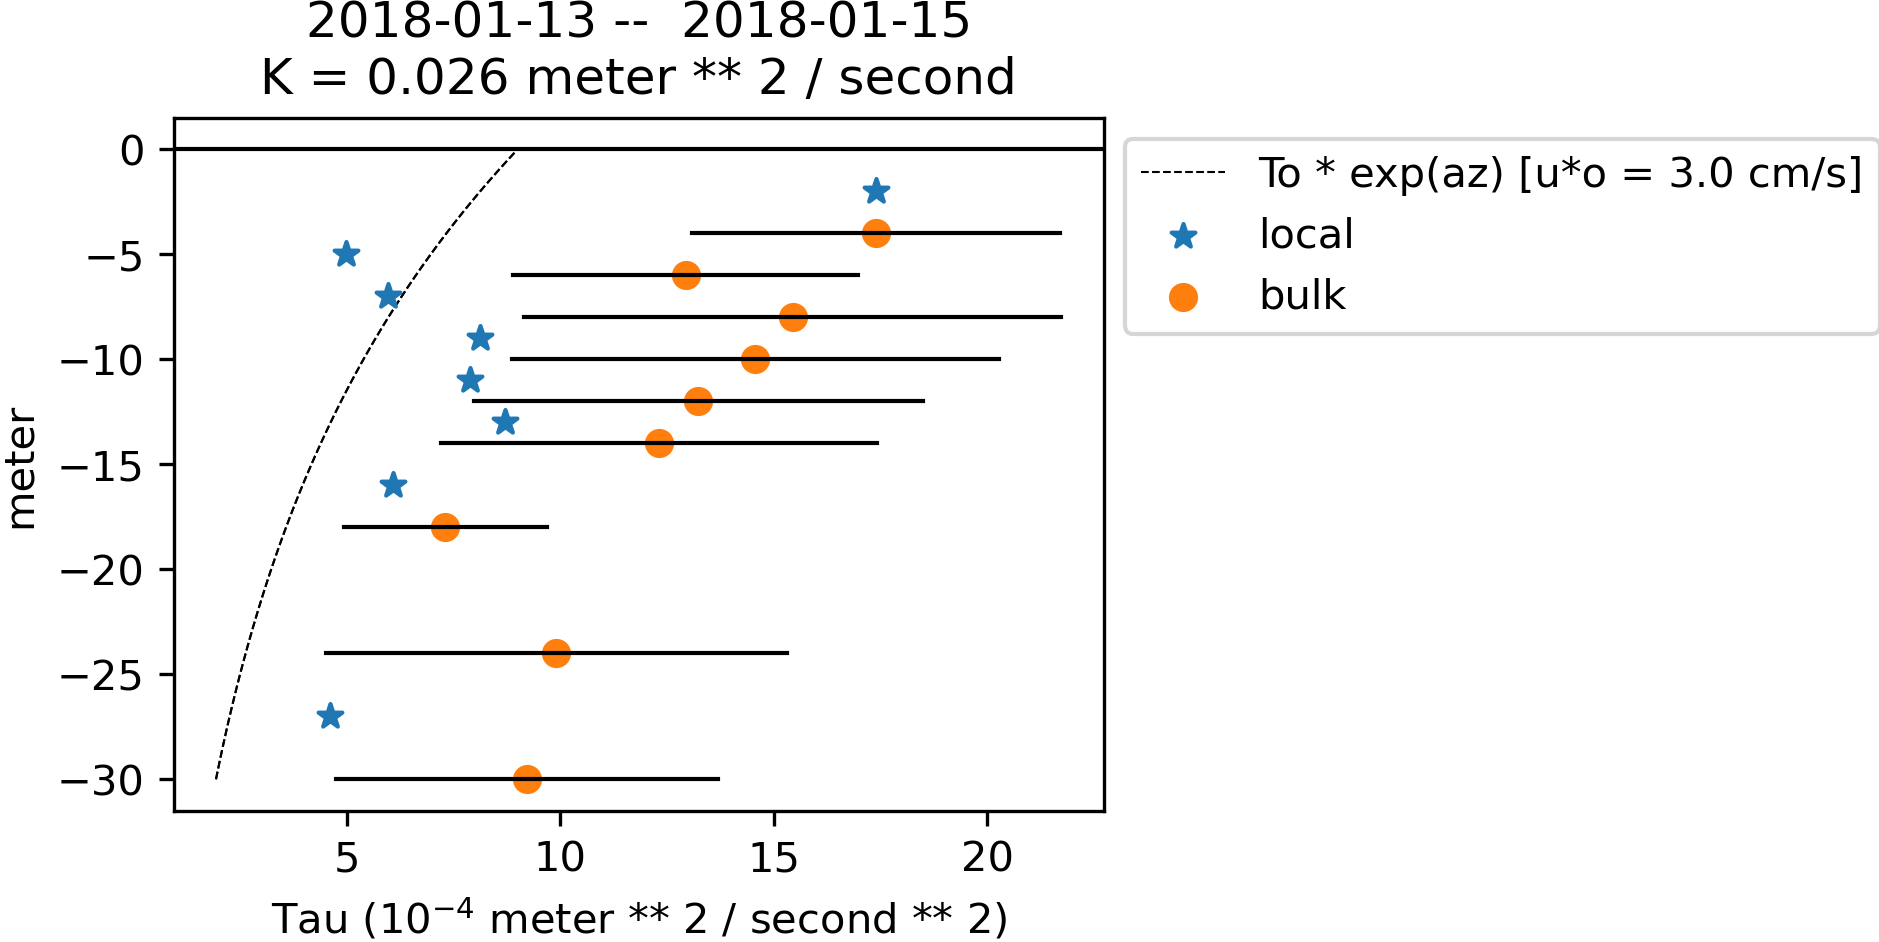 2018-01-13 --  2018-01-15
K = 0.026 meter ** 2 / second
To * exp(az) [u*o = 3.0 cm/s]
local
bulk
0
−5
−10
−15
−20
−25
−30
meter
5 10 15 20
Tau (10⁻⁴ meter ** 2 / second ** 2)